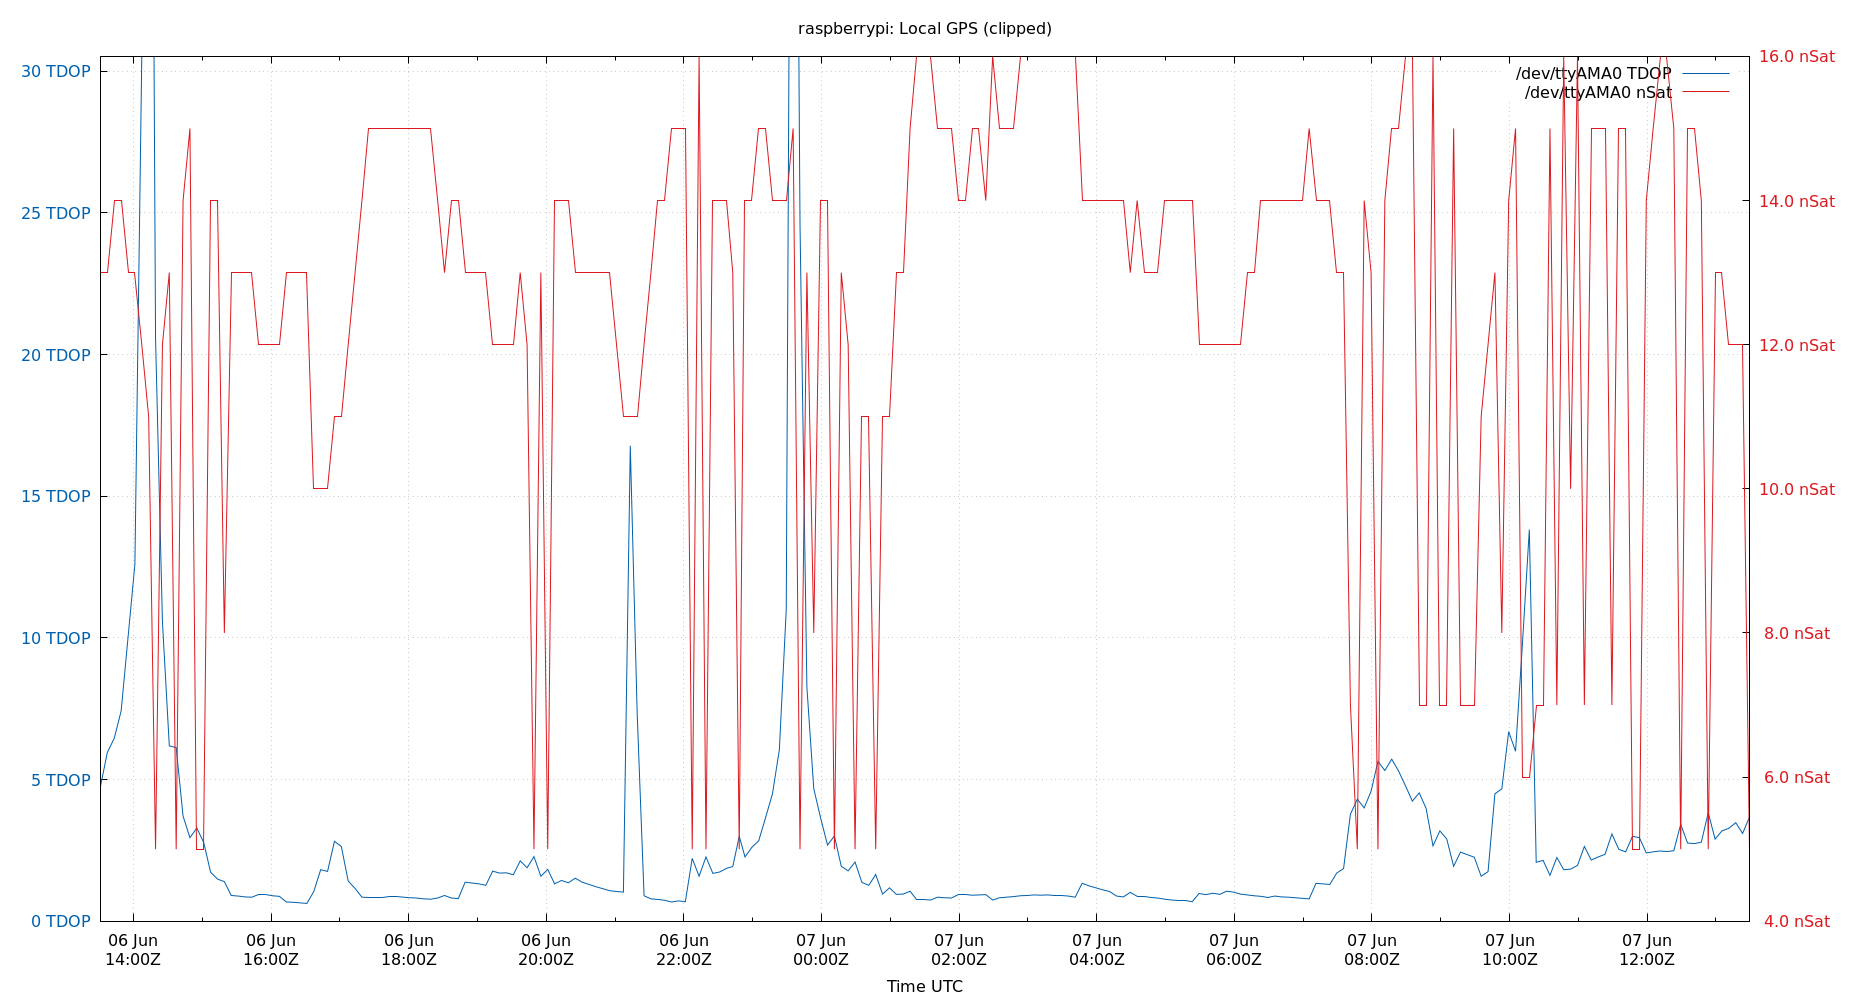 raspberrypi: Local GPS (clipped)
30 TDOP
25 TDOP
20 TDOP
15 TDOP
10 TDOP
5 TDOP
0 TDOP
16.0 nSat
14.0 nSat
12.0 nSat
10.0 nSat
8.0 nSat
6.0 nSat
4.0 nSat
/dev/ttyAMA0 TDOP
/dev/ttyAMA0 nSat
06 Jun
14:00Z
06 Jun
16:00Z
06 Jun
18:00Z
06 Jun
20:00Z
06 Jun
22:00Z
07 Jun
00:00Z
07 Jun
02:00Z
07 Jun
04:00Z
07 Jun
06:00Z
07 Jun
08:00Z
07 Jun
10:00Z
07 Jun
12:00Z
Time UTC